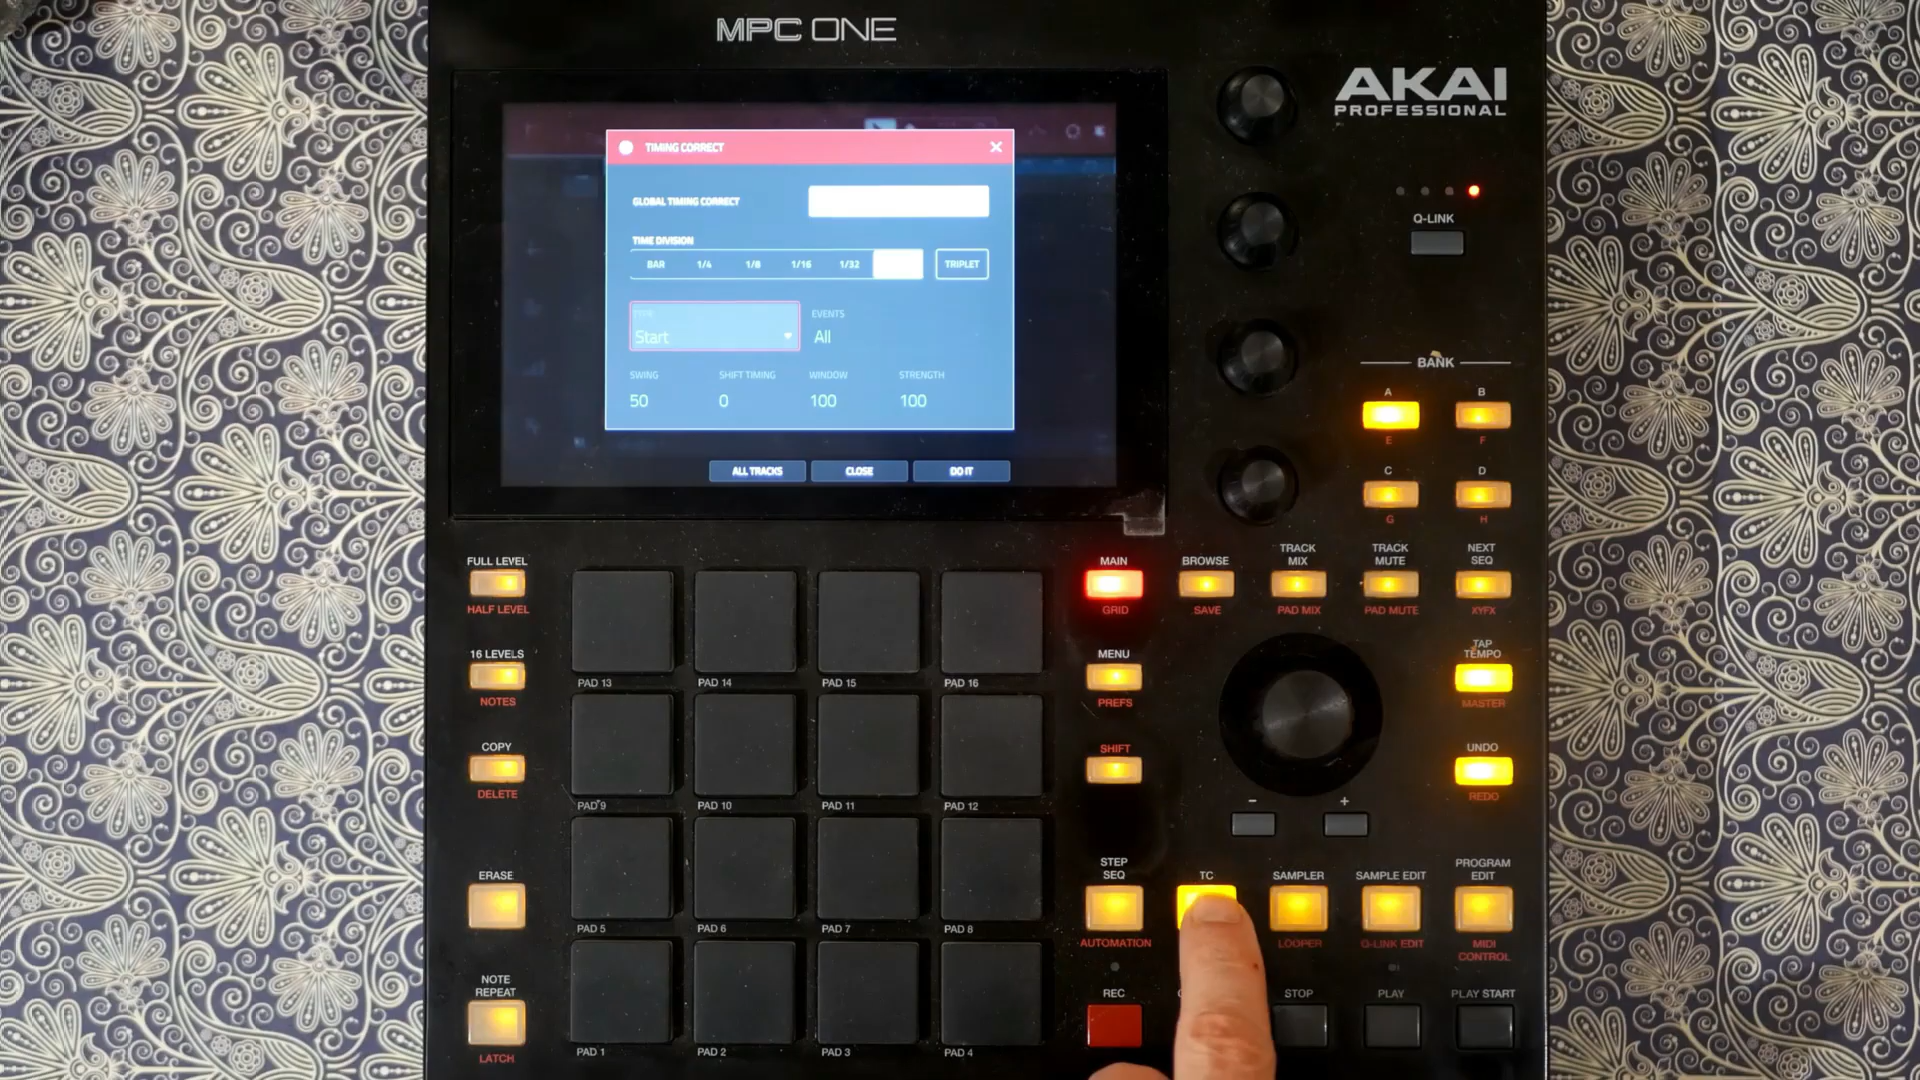 MPC ONE
AKAI
PROFESSIONAL
TIMING CORRECT
GLOBAL TIMING CORRECT
TIME DIVISION
BAR 1/4 1/8 1/16 1/32 TRIPLET
EVENTS
Start All
SWING SHIFT TIMING WINDOW STRENGTH
50 0 100 100
ALL TRACKS CLOSE DO IT
Q-LINK
BANK
A B
E F
C D
G H
FULL LEVEL
HALF LEVEL
16 LEVELS
NOTES
COPY
DELETE
ERASE
NOTE
REPEAT
LATCH
PAD 13 PAD 14 PAD 15 PAD 16
PAD 9 PAD 10 PAD 11 PAD 12
PAD 5 PAD 6 PAD 7 PAD 8
PAD 1 PAD 2 PAD 3 PAD 4
MAIN
GRID
BROWSE
SAVE
TRACK
MIX
PAD MIX
TRACK
MUTE
PAD MUTE
NEXT
SEQ
XYFX
MENU
PREFS
TAP
TEMPO
MASTER
SHIFT
UNDO
REDO
- +
STEP
SEQ
AUTOMATION
TC
SAMPLER
LOOPER
SAMPLE EDIT
Q-LINK EDIT
PROGRAM
EDIT
MIDI
CONTROL
REC
STOP
PLAY
PLAY START